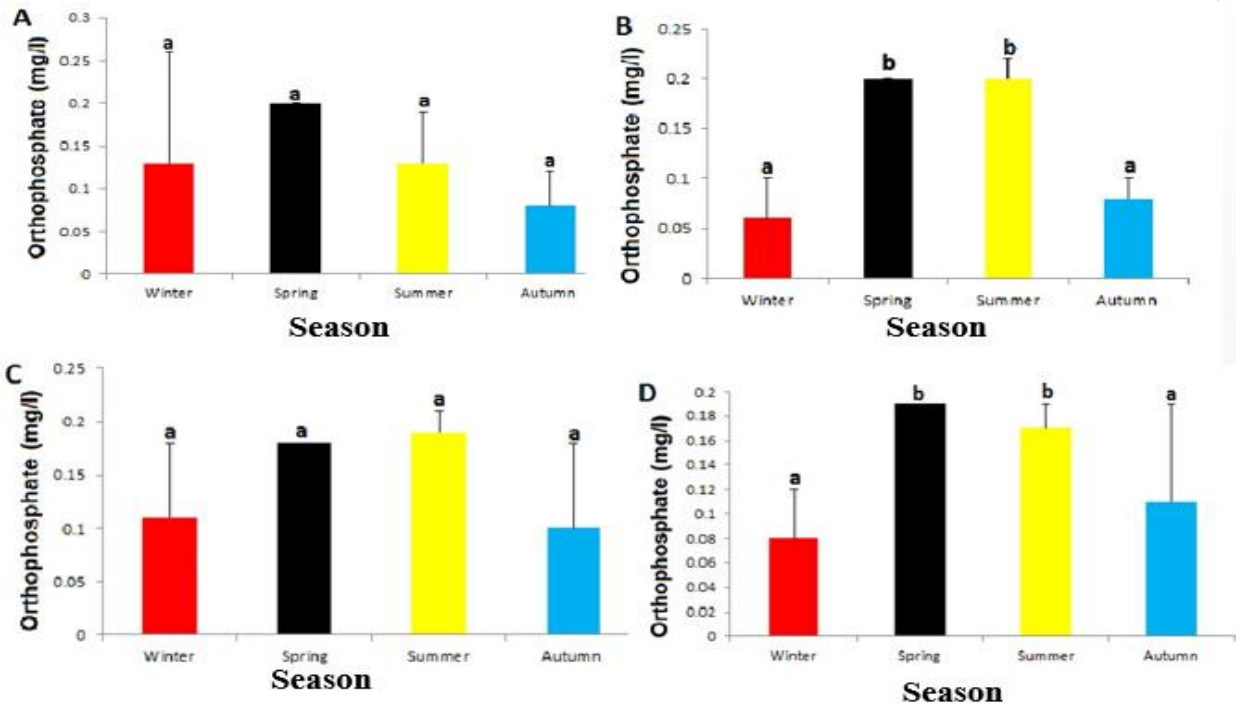 A
Orthophosphate (mg/l)
0.3
0.25
0.2
0.15
0.1
0.05
0
a
a
a
a
Winter
Spring
Summer
Autumn
Season
B
Orthophosphate (mg/l)
0.25
0.2
0.15
0.1
0.05
0
a
b
b
a
Winter
Spring
Summer
Autumn
Season
C
Orthophosphate (mg/l)
0.25
0.2
0.15
0.1
0.05
0
a
a
a
a
Winter
Spring
Summer
Autumn
Season
D
Orthophosphate (mg/l)
0.2
0.18
0.16
0.14
0.12
0.1
0.08
0.06
0.04
0.02
0
a
b
b
a
Winter
Spring
Summer
Autumn
Season